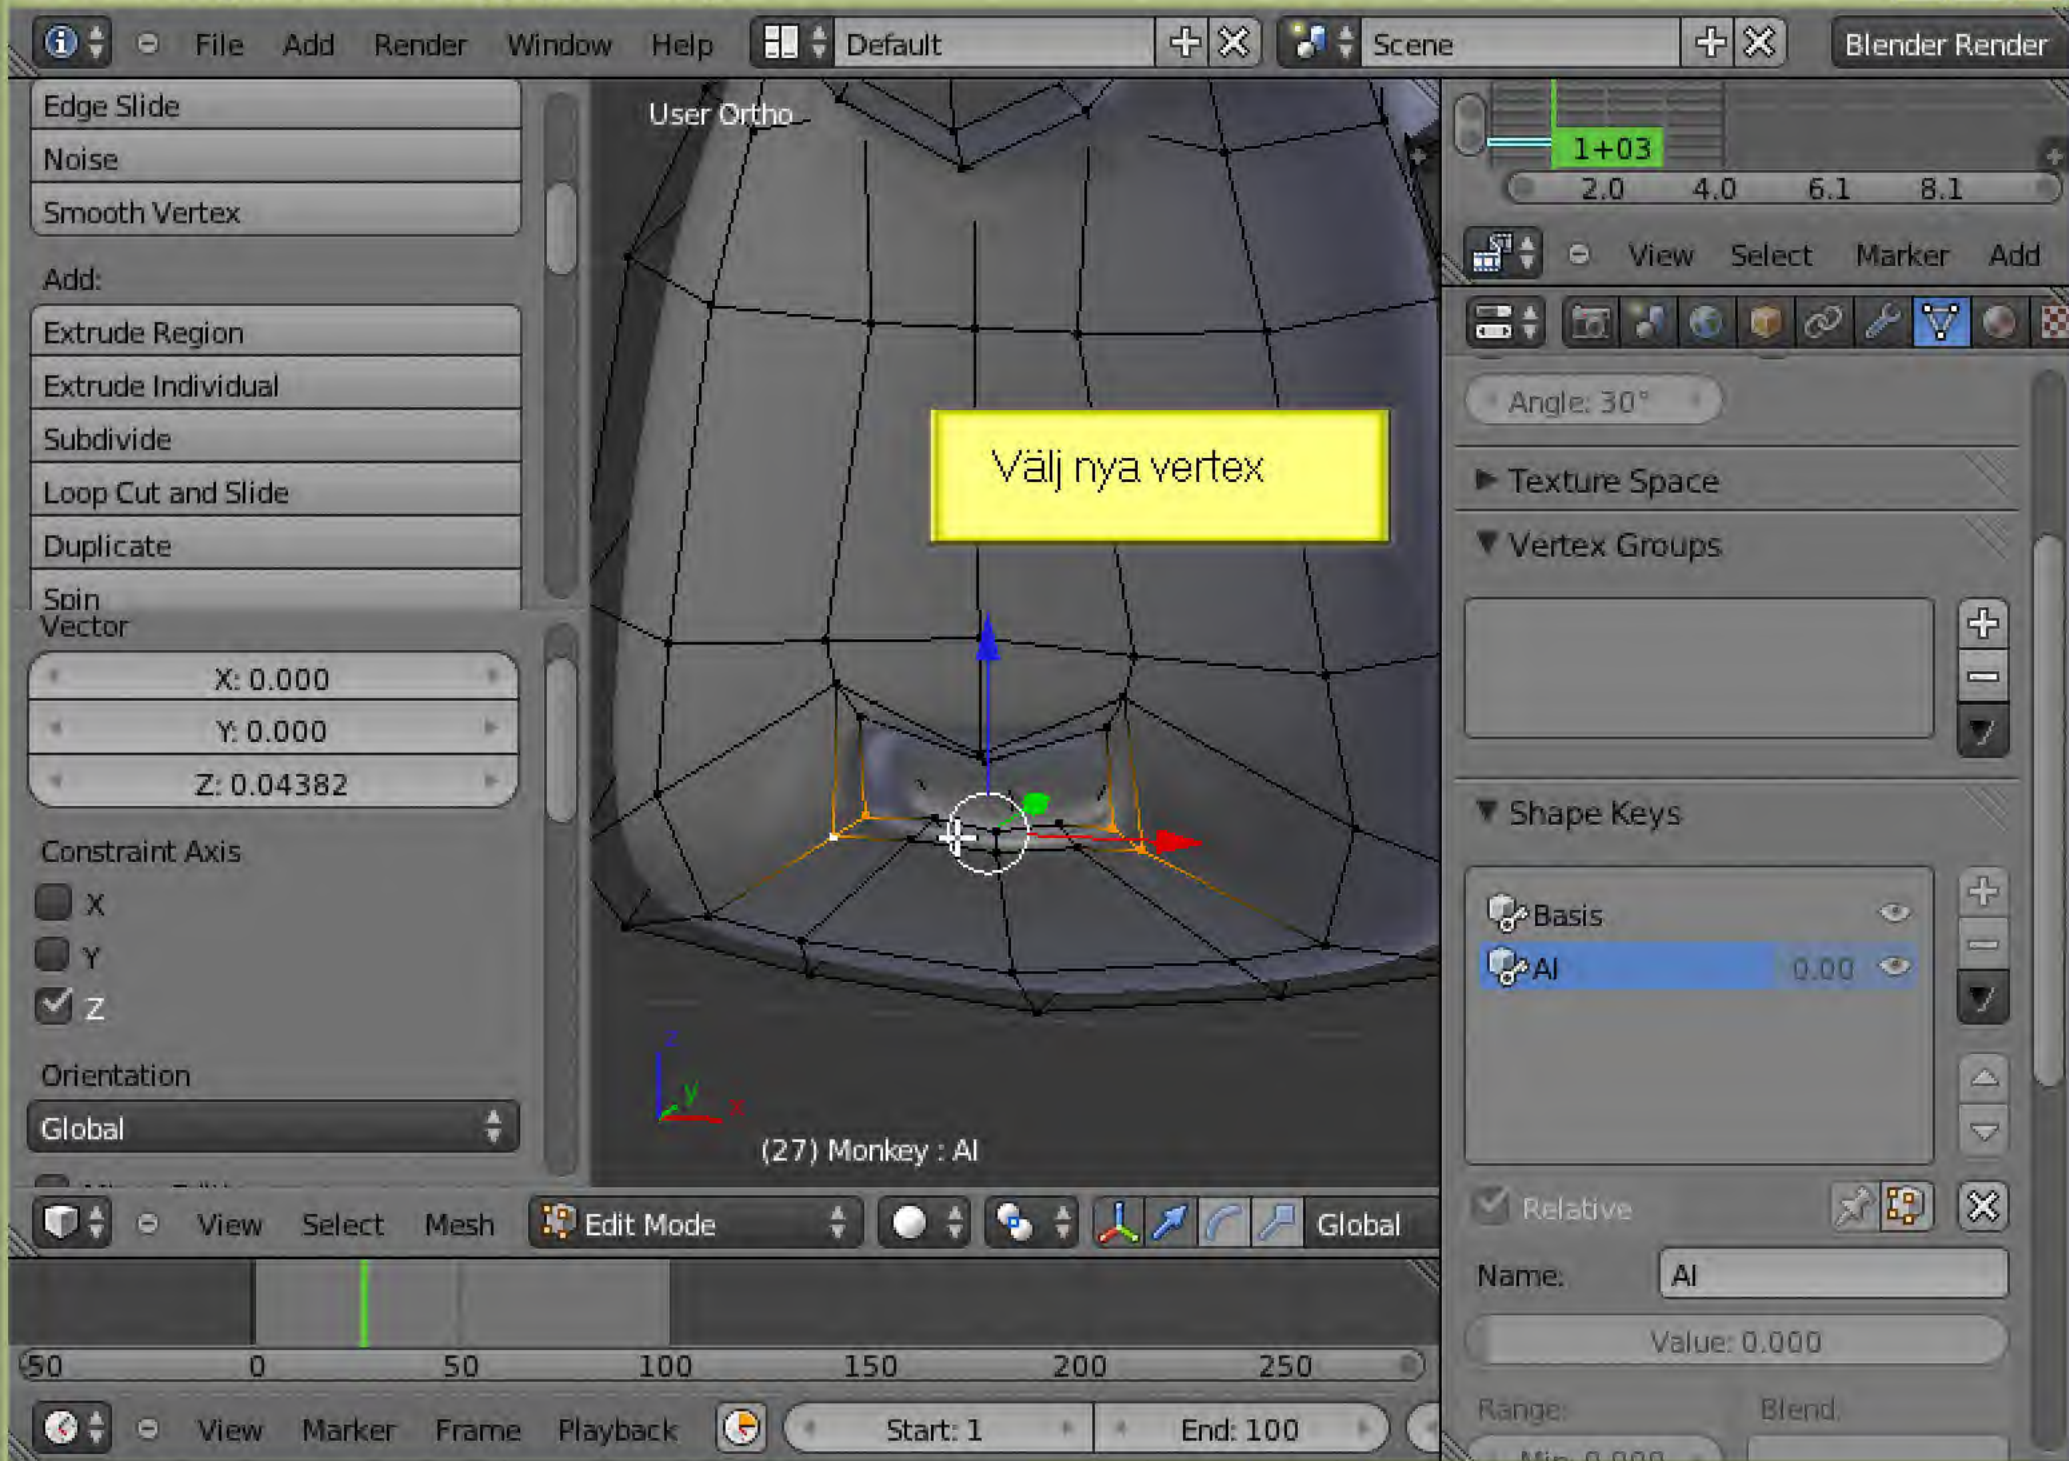 File Add Render Window Help Default Scene Blender Render
Edge Slide
Noise
Smooth Vertex
Add:
Extrude Region
Extrude Individual
Subdivide
Loop Cut and Slide
Duplicate
Spin
Vector
X: 0.000
Y: 0.000
Z: 0.04382
Constraint Axis
X
Y
Z
Orientation
Global
User Ortho
Välj nya vertex
z
y
x
(27) Monkey : AI
View Select Mesh Edit Mode Global
-50 0 50 100 150 200 250
View Marker Frame Playback Start: 1 End: 100
1+03
2.0 4.0 6.1 8.1
View Select Marker Add
Angle: 30°
Texture Space
Vertex Groups
Shape Keys
Basis
AI 0.00
Relative
Name: AI
Value: 0.000
Range: Blend:
Min: 0.000